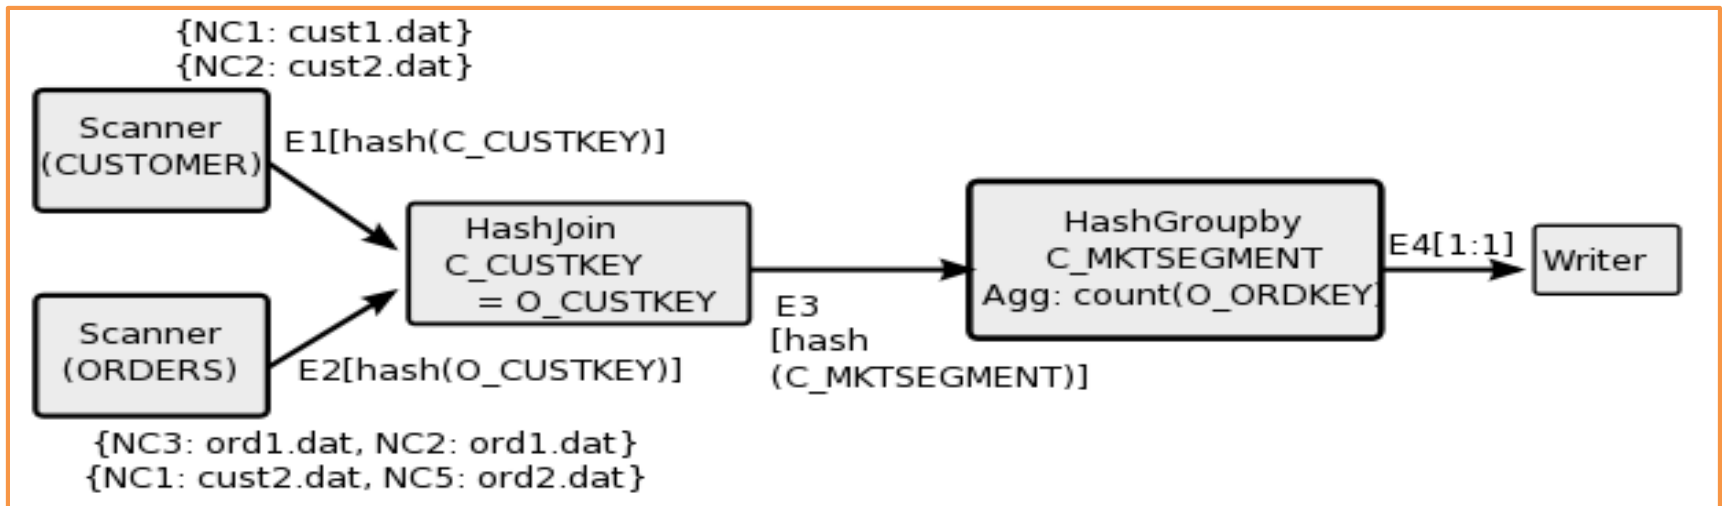 {NC1: cust1.dat}
{NC2: cust2.dat}
Scanner
(CUSTOMER)
E1[hash(C_CUSTKEY)]
HashJoin
C_CUSTKEY
= O_CUSTKEY
Scanner
(ORDERS)
E2[hash(O_CUSTKEY)]
{NC3: ord1.dat, NC2: ord1.dat}
{NC1: cust2.dat, NC5: ord2.dat}
E3
[hash
(C_MKTSEGMENT)]
HashGroupby
C_MKTSEGMENT
Agg: count(O_ORDKEY)
E4[1:1]
Writer